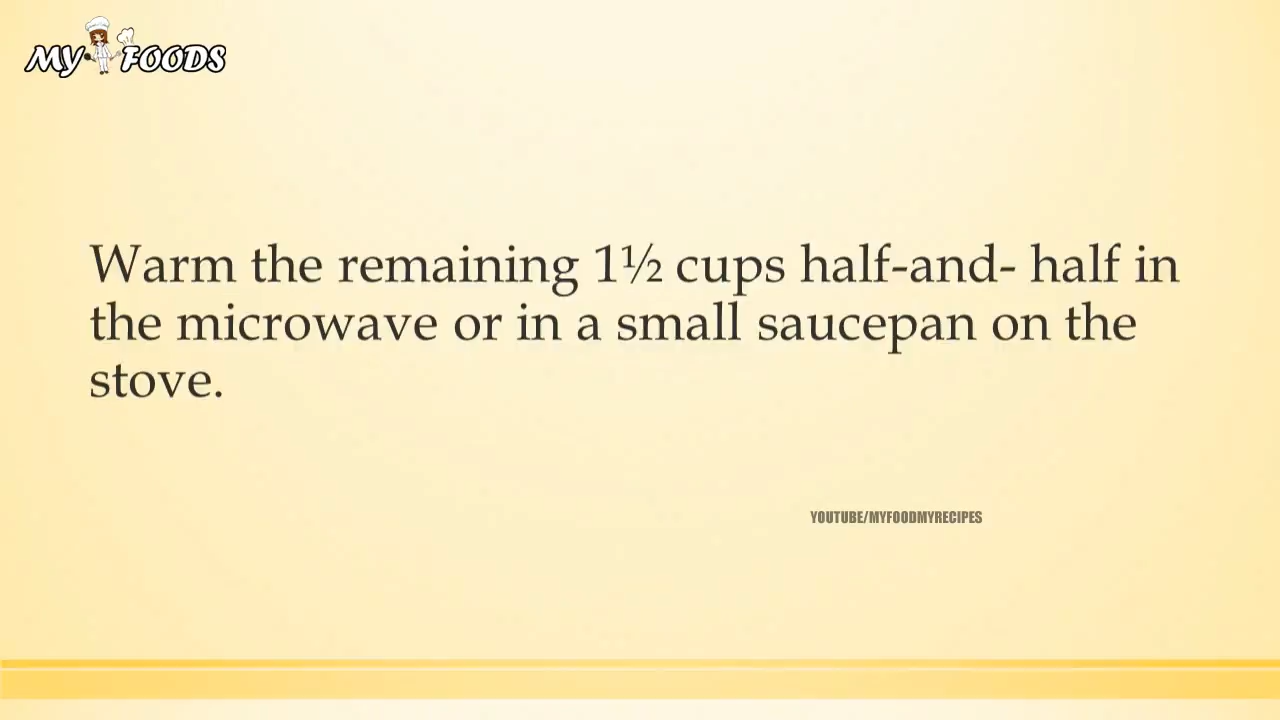 MY FOODS
Warm the remaining 1½ cups half-and- half in
the microwave or in a small saucepan on the
stove.
YOUTUBE/MYFOODMYRECIPES